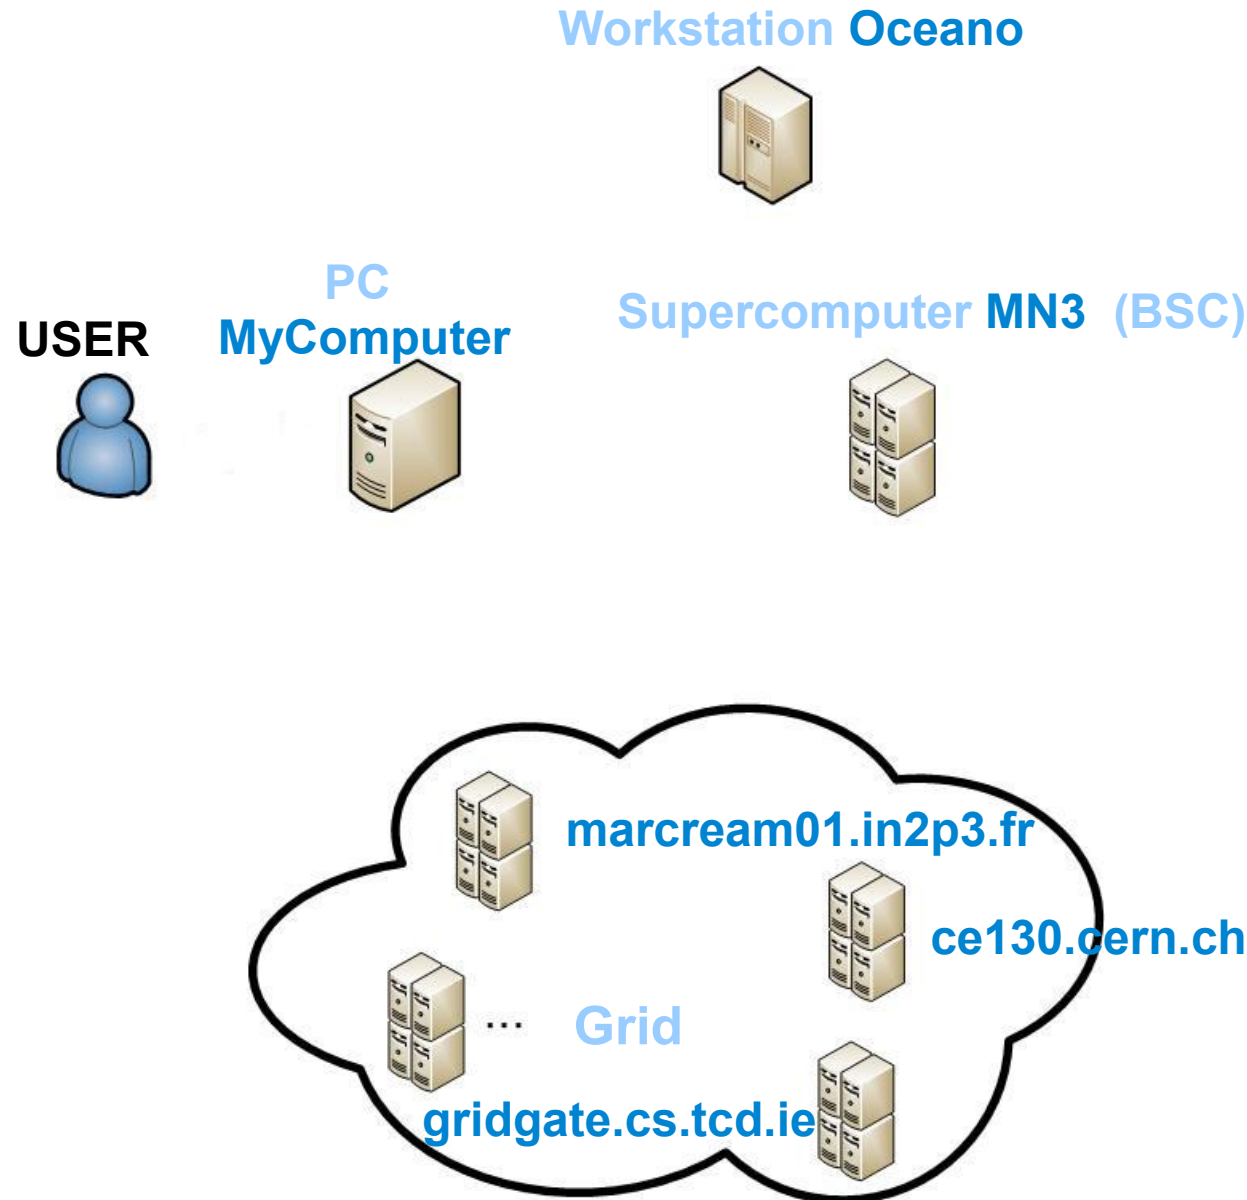 Workstation Oceano
PC
MyComputer
USER
Supercomputer MN3 (BSC)
marcream01.in2p3.fr
ce130.cern.ch
... Grid
gridgate.cs.tcd.ie